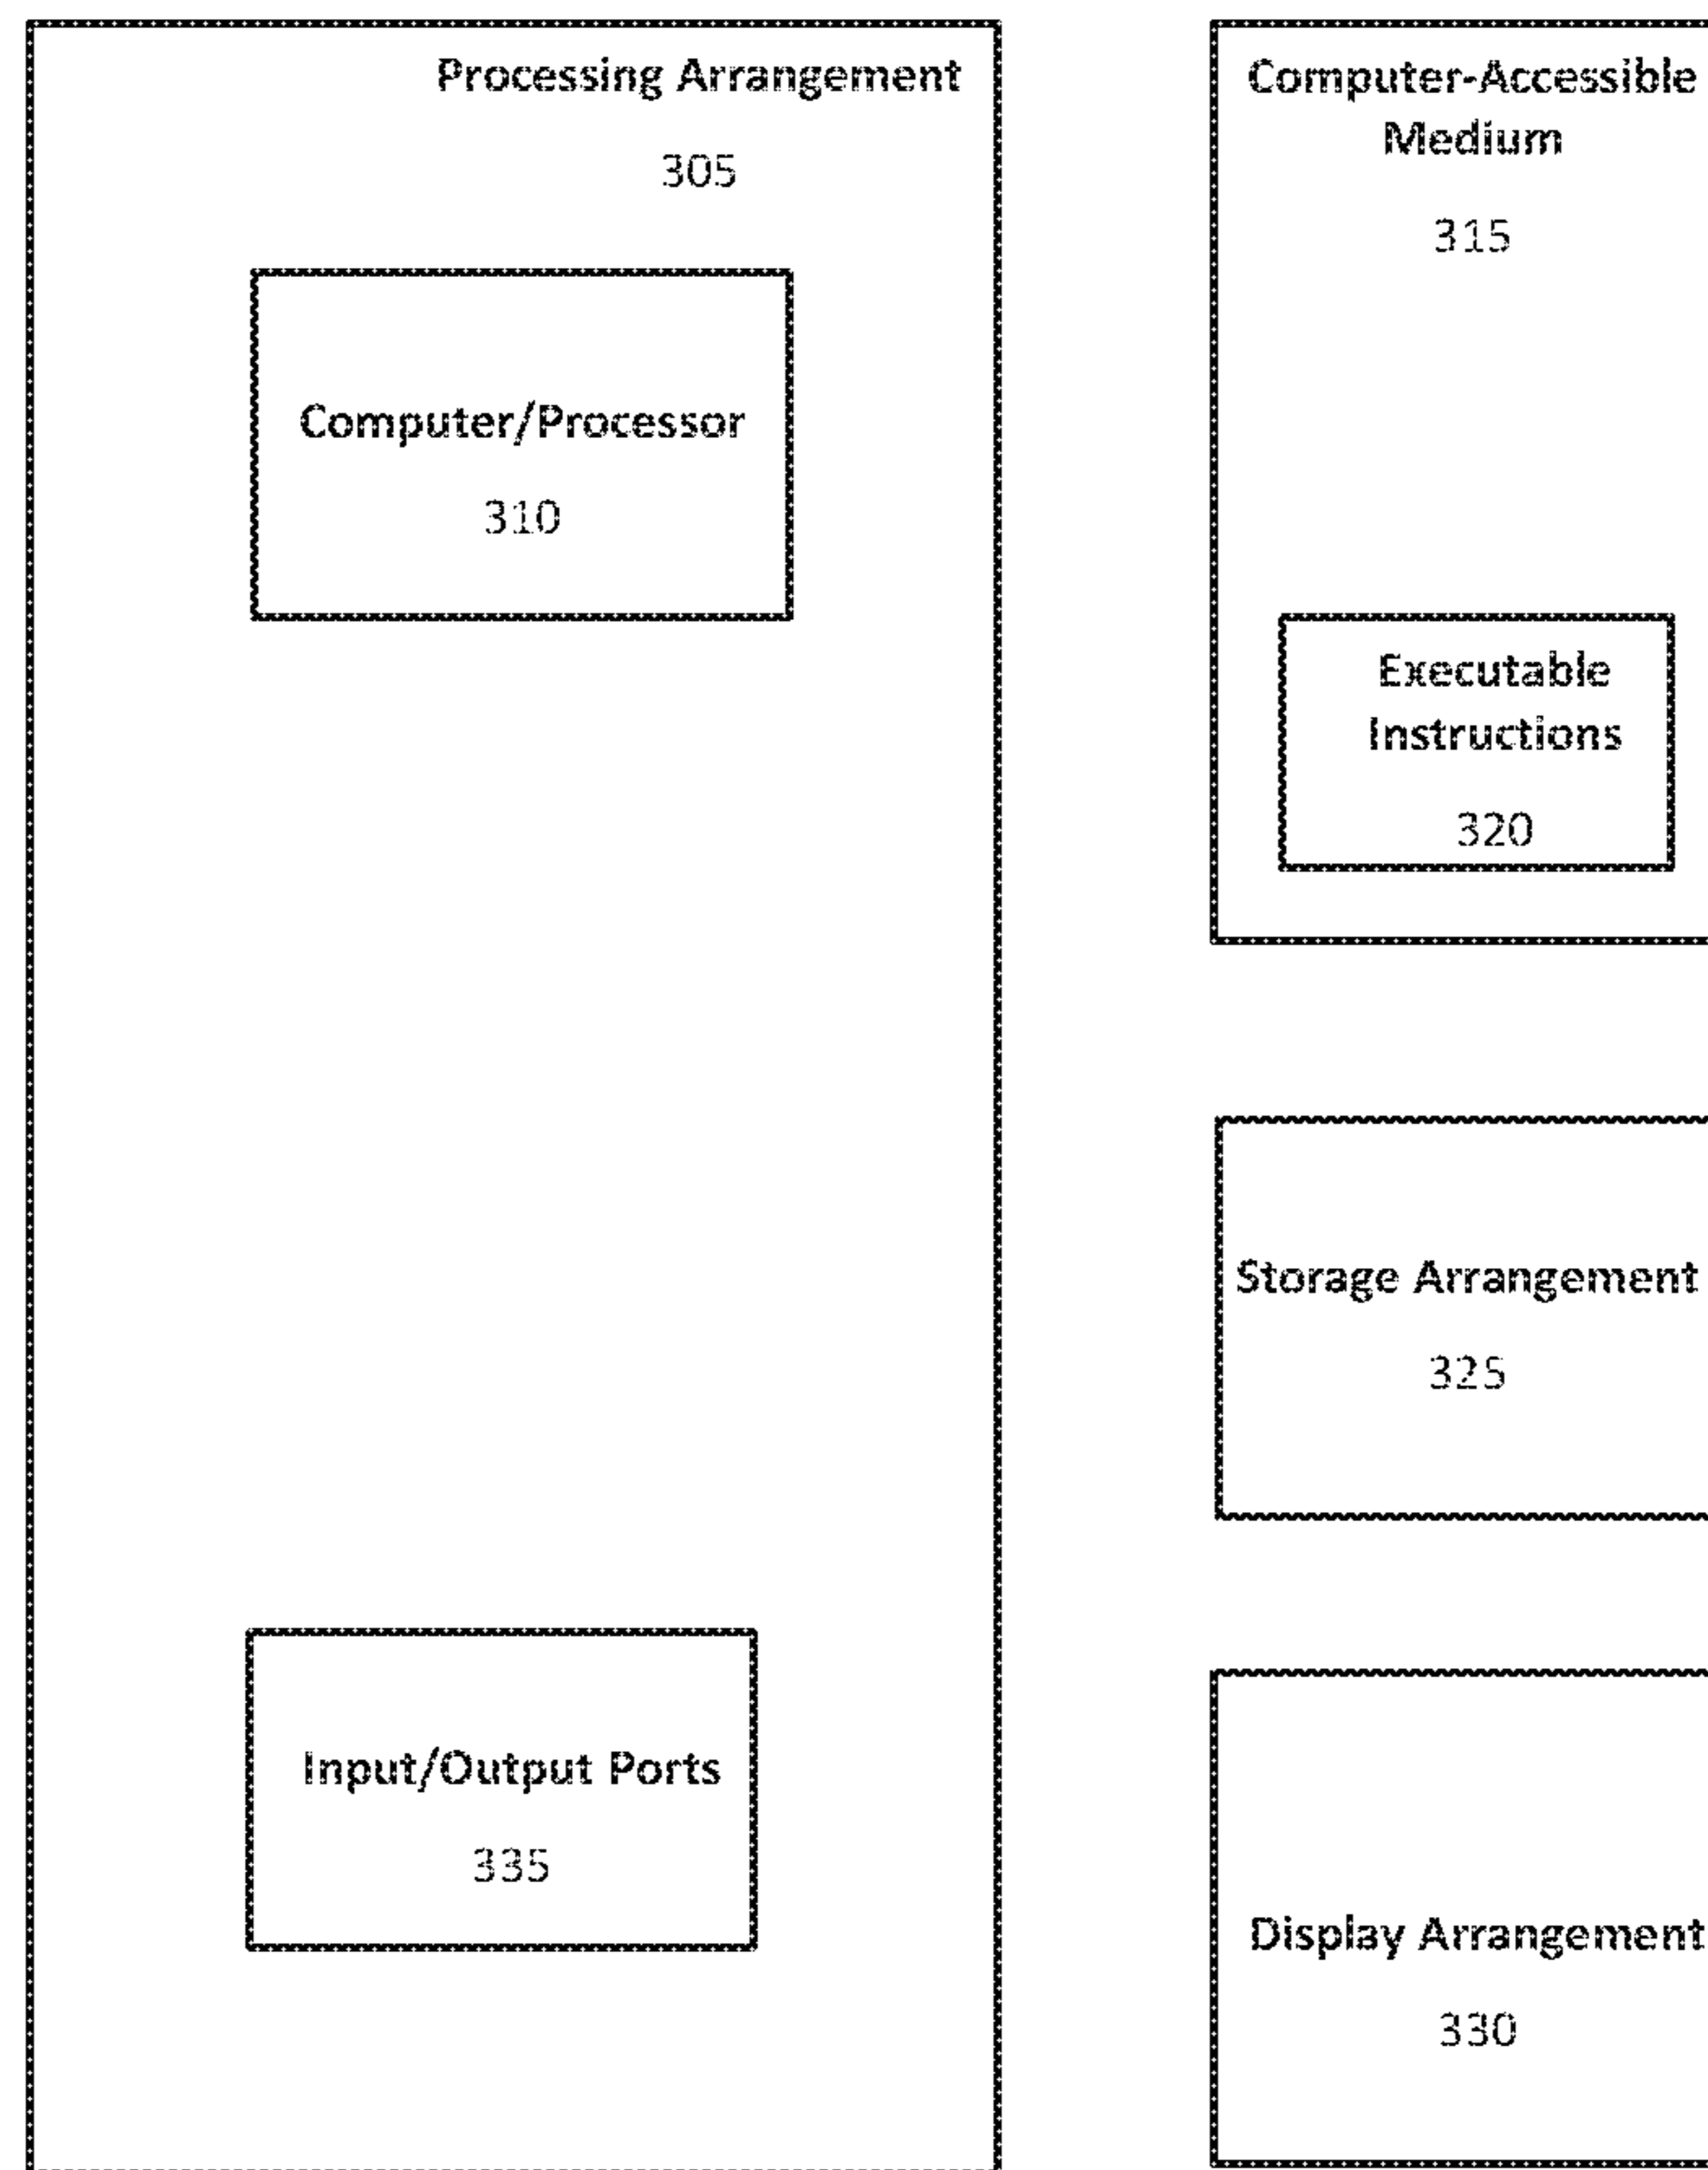 Processing Arrangement
305
Computer/Processor
310
Input/Output Ports
335
Computer-Accessible
Medium
315
Executable
Instructions
320
Storage Arrangement
325
Display Arrangement
330